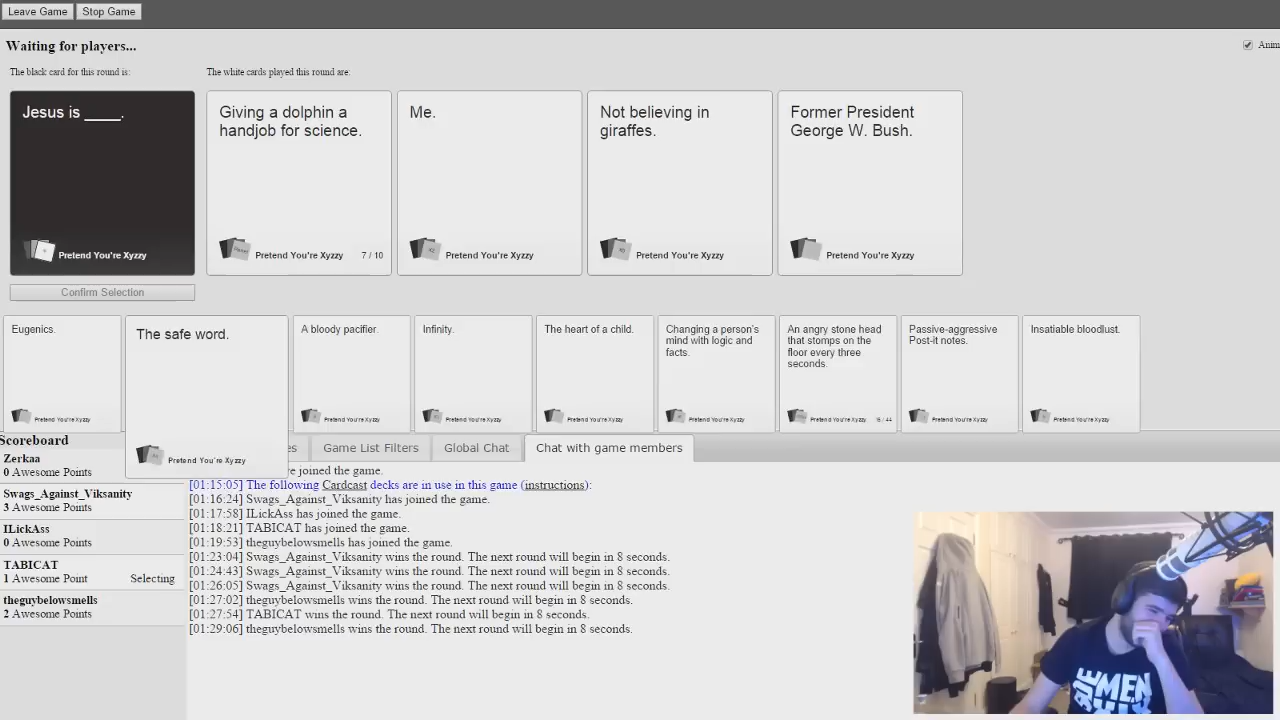 Leave Game
Stop Game
Waiting for players...
Anim
The black card for this round is:
The white cards played this round are:
Jesus is ____.
Pretend You're Xyzzy
Giving a dolphin a
handjob for science.
Pretend You're Xyzzy
7 / 10
Me.
Pretend You're Xyzzy
Not believing in
giraffes.
Pretend You're Xyzzy
Former President
George W. Bush.
Pretend You're Xyzzy
Confirm Selection
Eugenics.
Pretend You're Xyzzy
The safe word.
Pretend You're Xyzzy
A bloody pacifier.
Pretend You're Xyzzy
Infinity.
Pretend You're Xyzzy
The heart of a child.
Pretend You're Xyzzy
Changing a person's
mind with logic and
facts.
Pretend You're Xyzzy
An angry stone head
that stomps on the
floor every three
seconds.
Pretend You're Xyzzy
Passive-aggressive
Post-it notes.
Pretend You're Xyzzy
Insatiable bloodlust.
Pretend You're Xyzzy
Scoreboard
Zerkaa
0 Awesome Points
Swags_Against_Viksanity
3 Awesome Points
ILickAss
0 Awesome Points
TABICAT
1 Awesome Point
Selecting
theguybelowsmells
2 Awesome Points
es
Game List Filters
Global Chat
Chat with game members
e joined the game.
[01:15:05] The following Cardcast decks are in use in this game (instructions):
[01:16:24] Swags_Against_Viksanity has joined the game.
[01:17:58] ILickAss has joined the game.
[01:18:21] TABICAT has joined the game.
[01:19:53] theguybelowsmells has joined the game.
[01:23:04] Swags_Against_Viksanity wins the round. The next round will begin in 8 seconds.
[01:24:43] Swags_Against_Viksanity wins the round. The next round will begin in 8 seconds.
[01:26:05] Swags_Against_Viksanity wins the round. The next round will begin in 8 seconds.
[01:27:02] theguybelowsmells wins the round. The next round will begin in 8 seconds.
[01:27:54] TABICAT wins the round. The next round will begin in 8 seconds.
[01:29:06] theguybelowsmells wins the round. The next round will begin in 8 seconds.